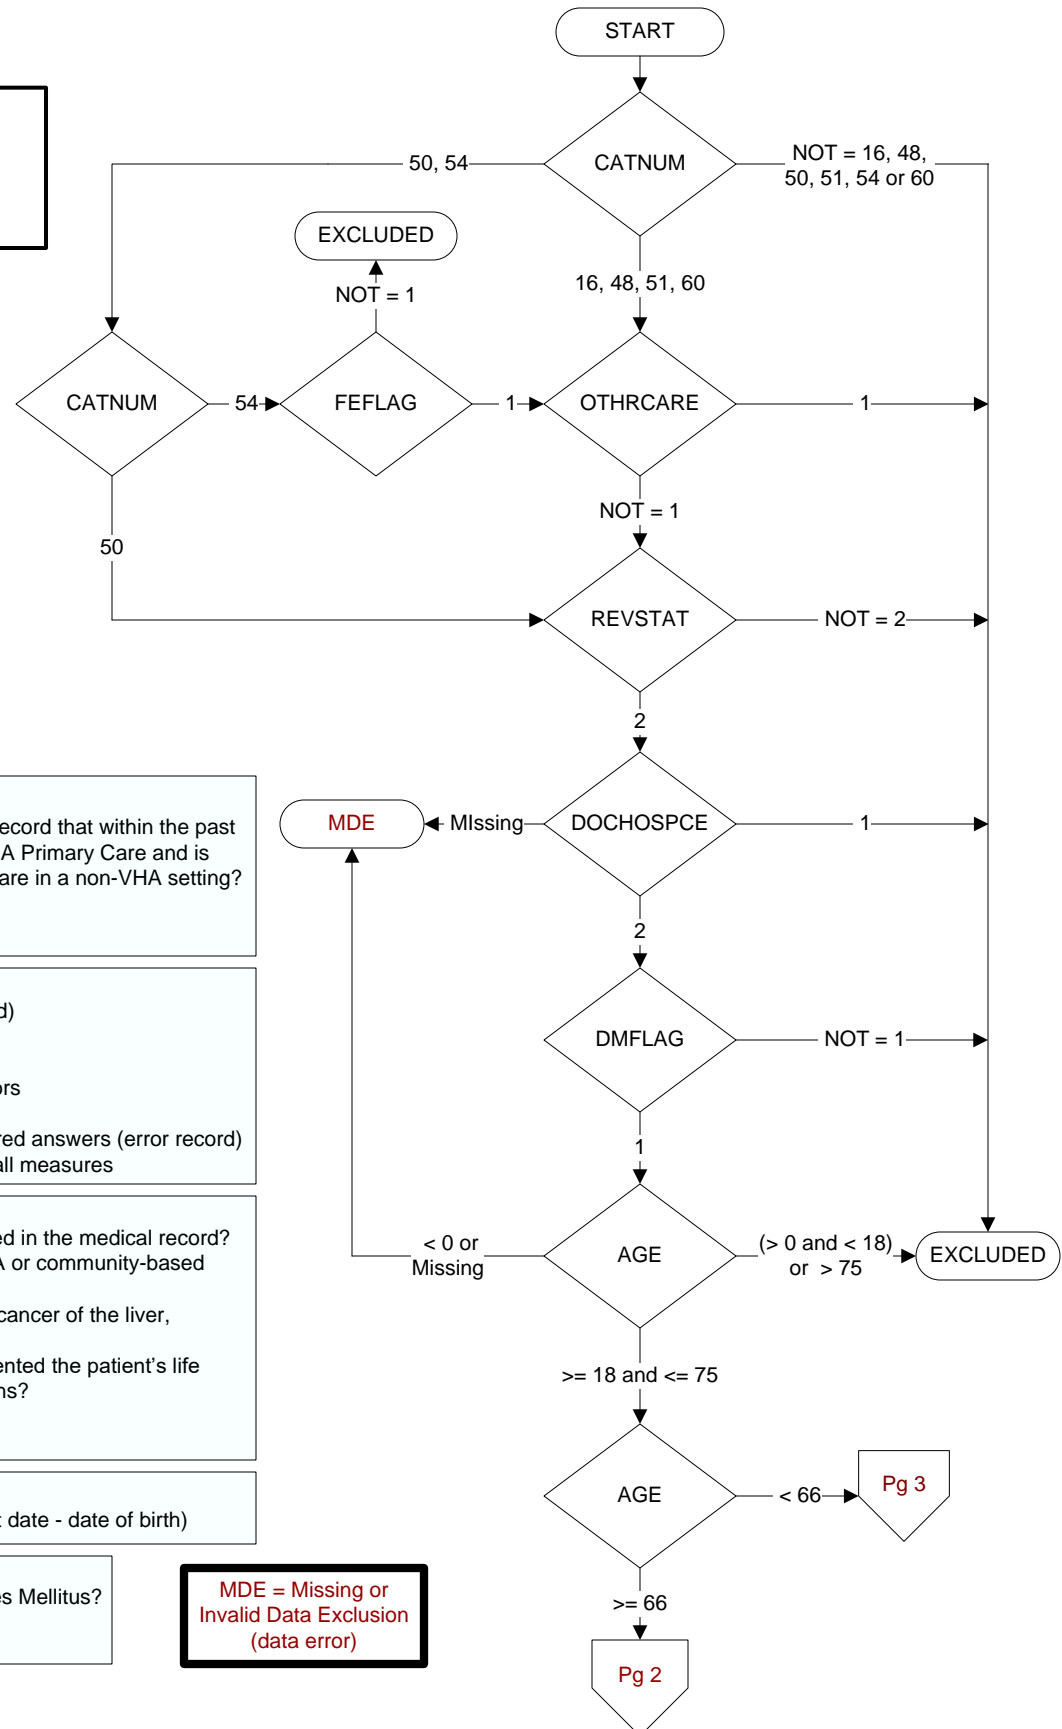 START
CATNUM
50, 54
NOT = 16, 48,
50, 51, 54 or 60
EXCLUDED
NOT = 1
16, 48, 51, 60
CATNUM
54
FEFLAG
1
OTHRCARE
1
NOT = 1
50
REVSTAT
NOT = 2
2
ecord that within the past
A Primary Care and is
are in a non-VHA setting?
MDE
MIssing
DOCHOSPCE
1
2
d)
ors
red answers (error record)
all measures
DMFLAG
NOT = 1
1
ed in the medical record?
A or community-based
cancer of the liver,
ented the patient's life
ns?
< 0 or
Missing
AGE
(> 0 and < 18)
or > 75
EXCLUDED
>= 18 and <= 75
t date - date of birth)
AGE
< 66
Pg 3
es Mellitus?
MDE = Missing or
Invalid Data Exclusion
(data error)
>= 66
Pg 2